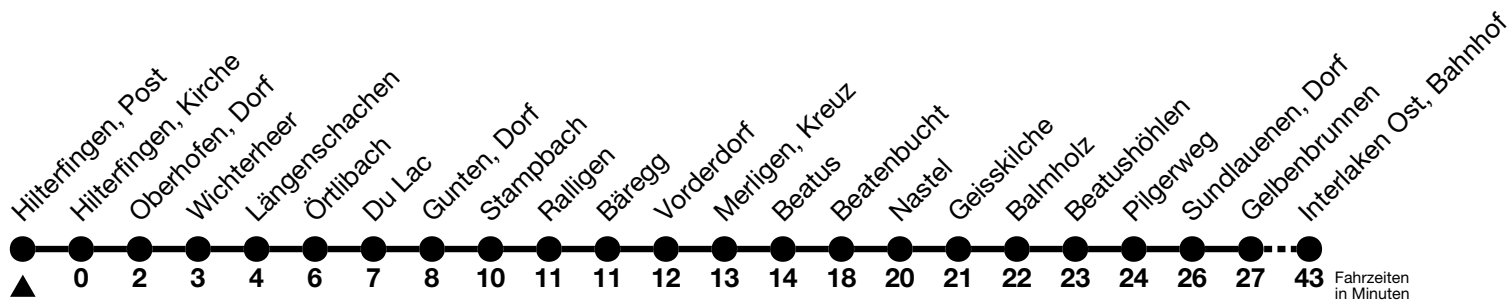 Hilterfingen, Post
Hilterfingen, Kirche
Oberhofen, Dorf
Wichterheer
Längenschachen
Örtlibach
Du Lac
Gunten, Dorf
Stampbach
Ralligen
Bäregg
Vorderdorf
Merligen, Kreuz
Beatus
Beatenbucht
Nastel
Geisskilche
Balmholz
Beatushöhlen
Pilgerweg
Sundlauenen, Dorf
Gelbenbrunnen
Interlaken Ost, Bahnhof
0 2 3 4 6 7 8 10 11 11 12 13 14 18 20 21 22 23 24 26 27 43 Fahrzeiten
in Minuten